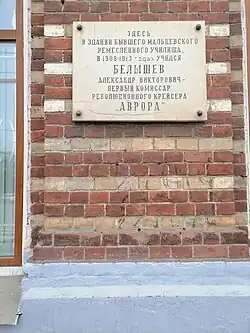 ЗДЕСЬ
В ЗДАНИИ БЫВШЕГО МАЛЬЦЕВСКОГО
РЕМЕСЛЕННОГО УЧИЛИЩА,
В 1908-1913 годах УЧИЛСЯ
БЕЛЫШЕВ
АЛЕКСАНДР ВИКТОРОВИЧ-
ПЕРВЫЙ КОМИССАР
РЕВОЛЮЦИОННОГО КРЕЙСЕРА
„АВРОРА"